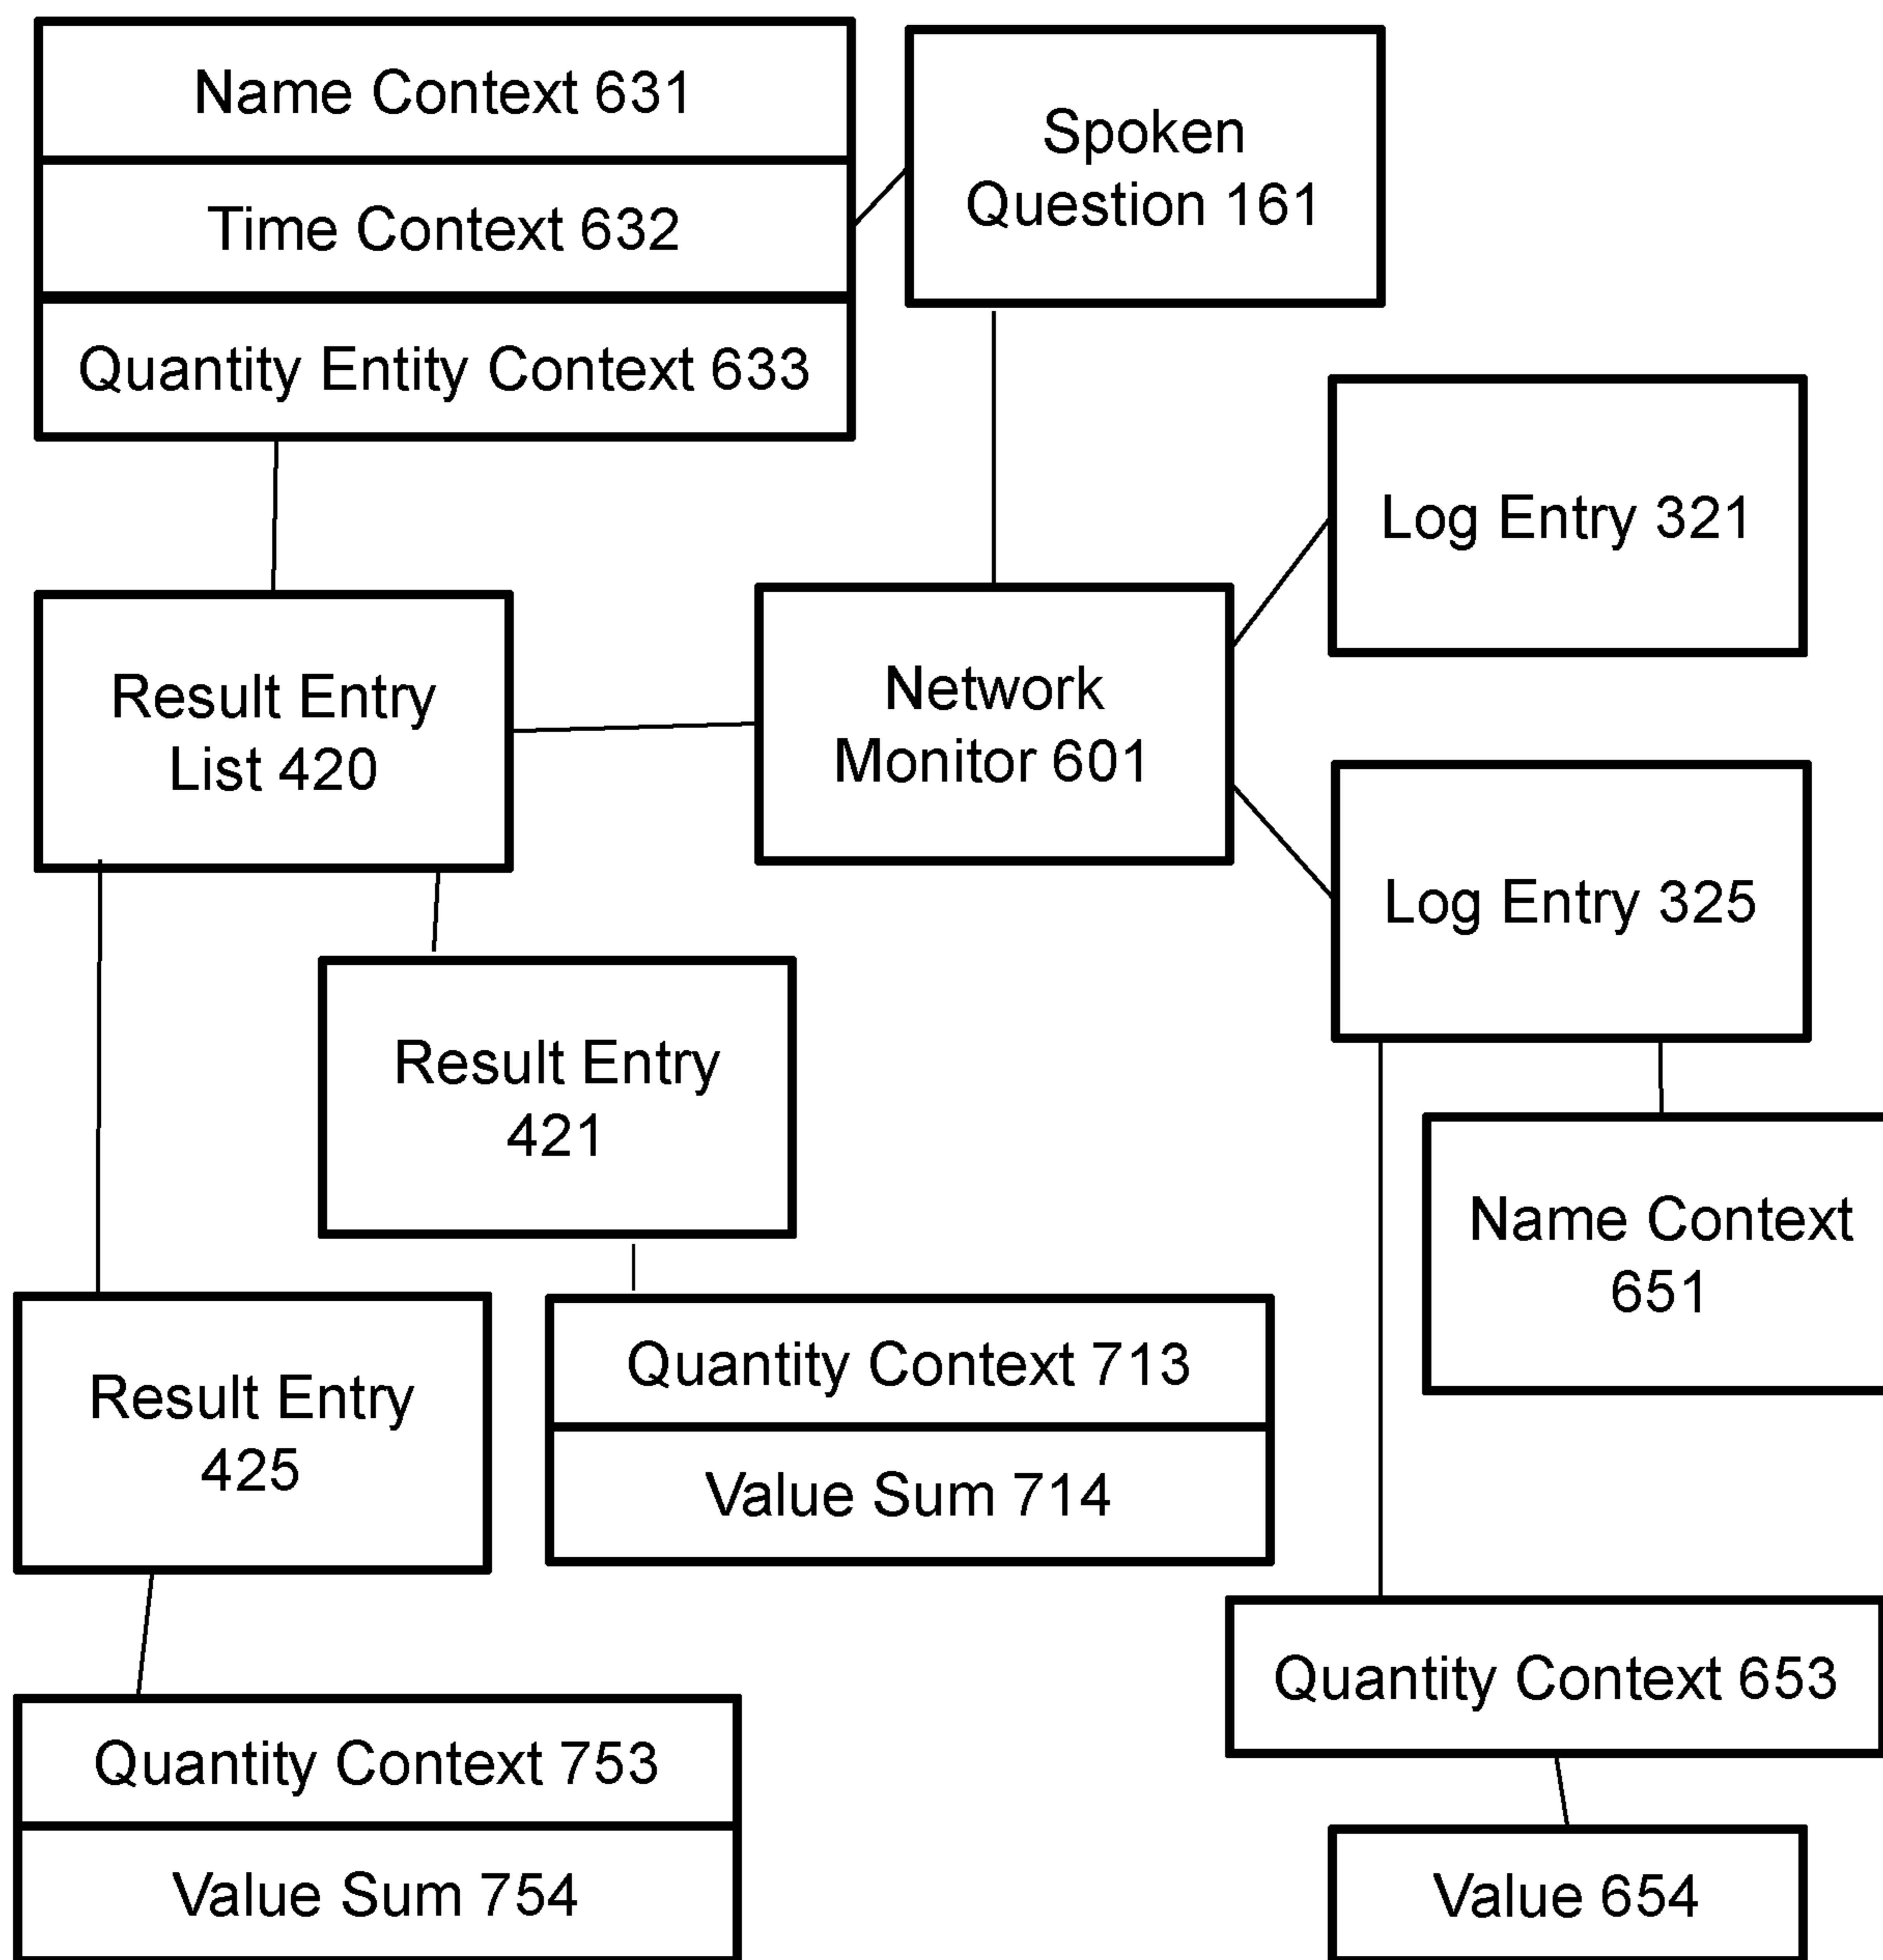 Name Context 631
Time Context 632
Quantity Entity Context 633
Spoken
Question 161
Log Entry 321
Result Entry
List 420
Network
Monitor 601
Log Entry 325
Result Entry
421
Name Context
651
Result Entry
425
Quantity Context 713
Value Sum 714
Quantity Context 653
Quantity Context 753
Value Sum 754
Value 654